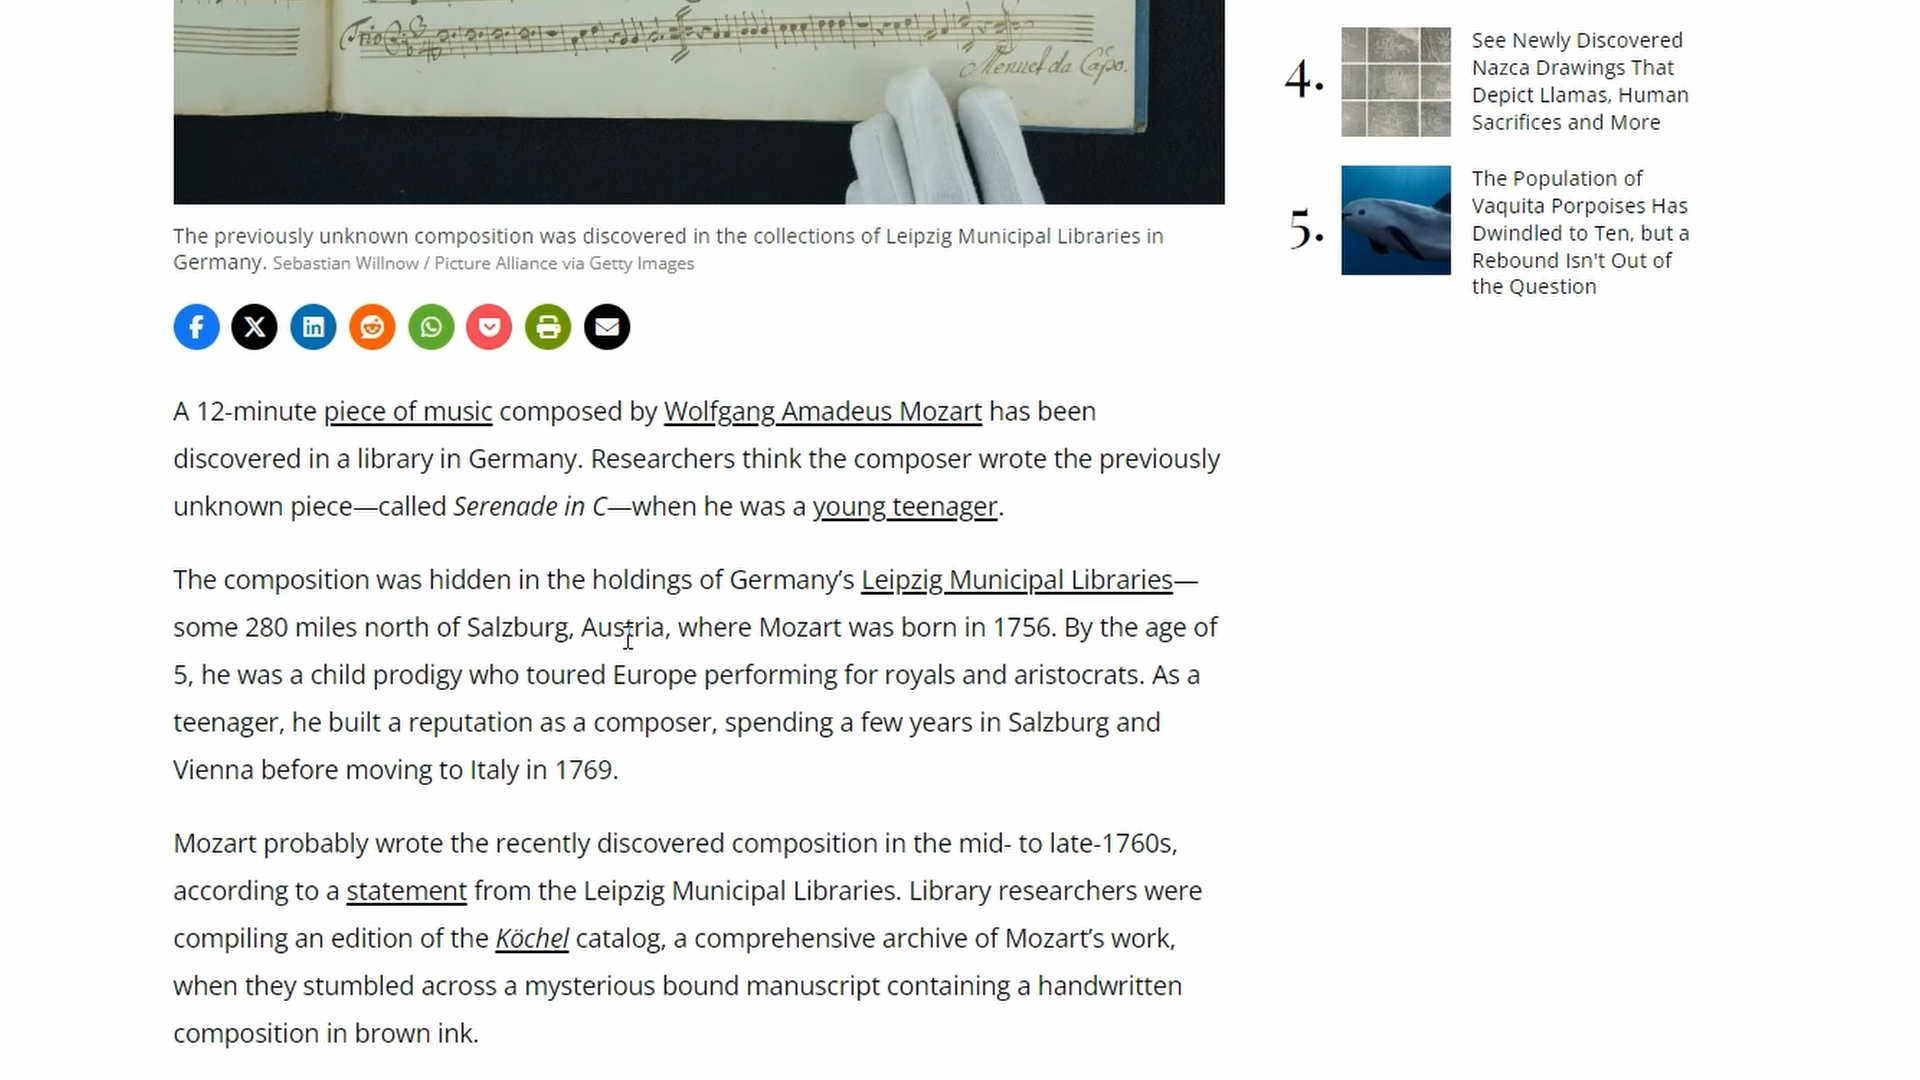 Trio
Menuet da Capo.
The previously unknown composition was discovered in the collections of Leipzig Municipal Libraries in
Germany. Sebastian Willnow / Picture Alliance via Getty Images
A 12-minute piece of music composed by Wolfgang Amadeus Mozart has been
discovered in a library in Germany. Researchers think the composer wrote the previously
unknown piece—called Serenade in C—when he was a young teenager.
The composition was hidden in the holdings of Germany’s Leipzig Municipal Libraries—
some 280 miles north of Salzburg, Austria, where Mozart was born in 1756. By the age of
5, he was a child prodigy who toured Europe performing for royals and aristocrats. As a
teenager, he built a reputation as a composer, spending a few years in Salzburg and
Vienna before moving to Italy in 1769.
Mozart probably wrote the recently discovered composition in the mid- to late-1760s,
according to a statement from the Leipzig Municipal Libraries. Library researchers were
compiling an edition of the Köchel catalog, a comprehensive archive of Mozart’s work,
when they stumbled across a mysterious bound manuscript containing a handwritten
composition in brown ink.
4.
See Newly Discovered
Nazca Drawings That
Depict Llamas, Human
Sacrifices and More
5.
The Population of
Vaquita Porpoises Has
Dwindled to Ten, but a
Rebound Isn't Out of
the Question